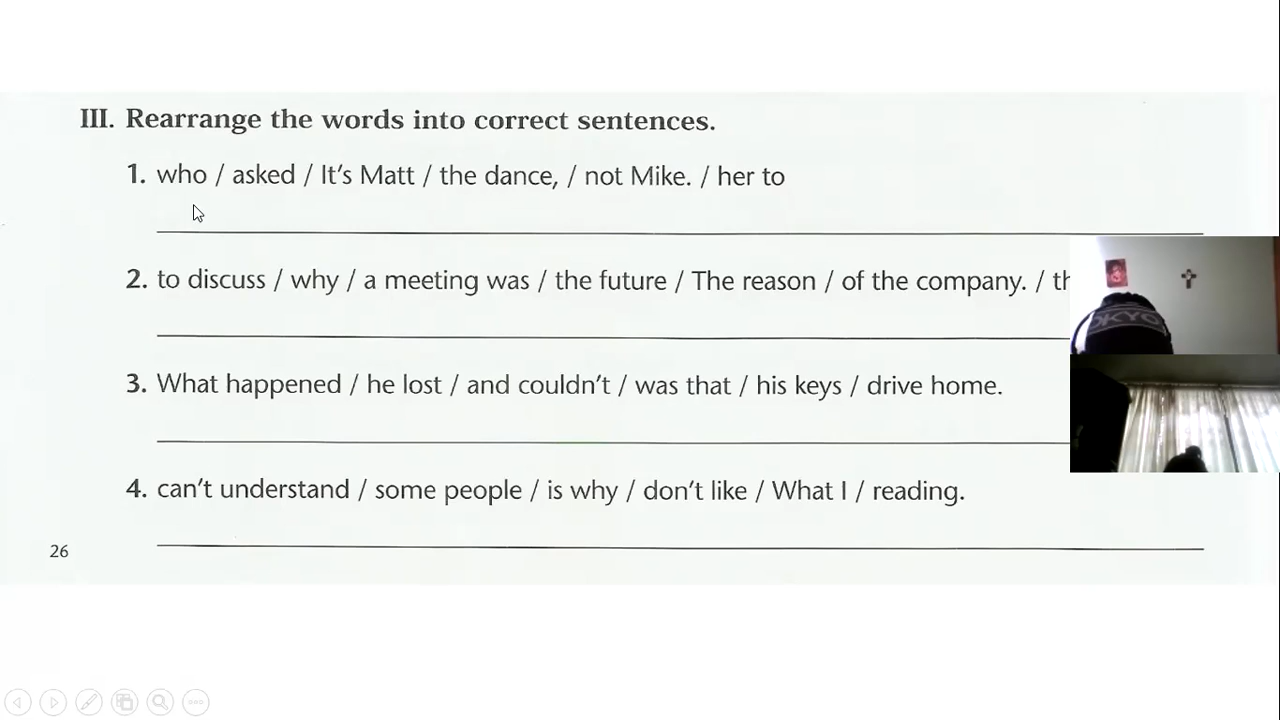 III. Rearrange the words into correct sentences.
1. who / asked / It's Matt / the dance, / not Mike. / her to
2. to discuss / why / a meeting was / the future / The reason / of the company. /
3. What happened / he lost / and couldn't / was that / his keys / drive home.
4. can't understand / some people / is why / don't like / What I / reading.
26